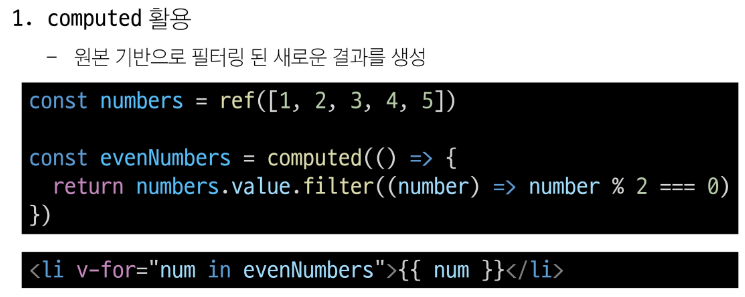 1. computed 활용
– 원본 기반으로 필터링 된 새로운 결과를 생성
const numbers = ref([1, 2, 3, 4, 5])
const evenNumbers = computed(() => {
  return numbers.value.filter((number) => number % 2 === 0)
})
<li v-for="num in evenNumbers">{{ num }}</li>